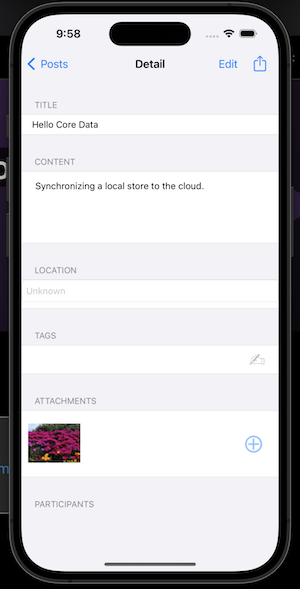 9:58
Posts
Detail
Edit
TITLE
Hello Core Data
CONTENT
Synchronizing a local store to the cloud.
LOCATION
Unknown
TAGS
ATTACHMENTS
PARTICIPANTS